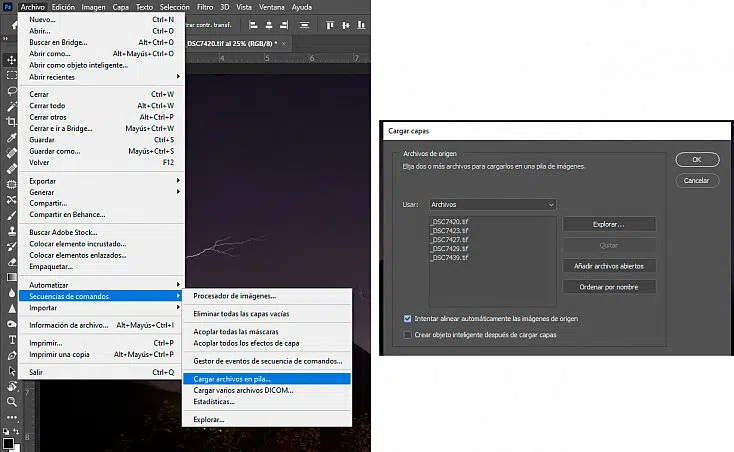 Ps Archivo Edición Imagen Capa Texto Selección Filtro 3D Vista Ventana Ayuda
trar contr. transf.
_DSC7420.tif al 25% (RGB/8) * ×
Nuevo... Ctrl+N
Abrir... Ctrl+O
Buscar en Bridge... Alt+Ctrl+O
Abrir como... Alt+Mayús+Ctrl+O
Abrir como objeto inteligente...
Abrir recientes
Cerrar Ctrl+W
Cerrar todo Alt+Ctrl+W
Cerrar otros Alt+Ctrl+P
Cerrar e ir a Bridge... Mayús+Ctrl+W
Guardar Ctrl+S
Guardar como... Mayús+Ctrl+S
Volver F12
Exportar
Generar
Compartir...
Compartir en Behance...
Buscar Adobe Stock...
Colocar elemento incrustado...
Colocar elementos enlazados...
Empaquetar...
Automatizar
Secuencias de comandos
Importar
Información de archivo... Alt+Mayús+Ctrl+I
Imprimir... Ctrl+P
Imprimir una copia Alt+Mayús+Ctrl+P
Salir Ctrl+Q
Procesador de imágenes...
Eliminar todas las capas vacías
Acoplar todas las máscaras
Acoplar todos los efectos de capa
Gestor de eventos de secuencia de comandos...
Cargar archivos en pila...
Cargar varios archivos DICOM...
Estadísticas...
Explorar...
4 5 6 7
7
8
Cargar capas
Archivos de origen
Elija dos o más archivos para cargarlos en una pila de imágenes.
OK
Cancelar
Usar: Archivos
_DSC7420.tif
_DSC7423.tif
_DSC7427.tif
_DSC7429.tif
_DSC7439.tif
Explorar...
Quitar
Añadir archivos abiertos
Ordenar por nombre
Intentar alinear automáticamente las imágenes de origen
Crear objeto inteligente después de cargar capas